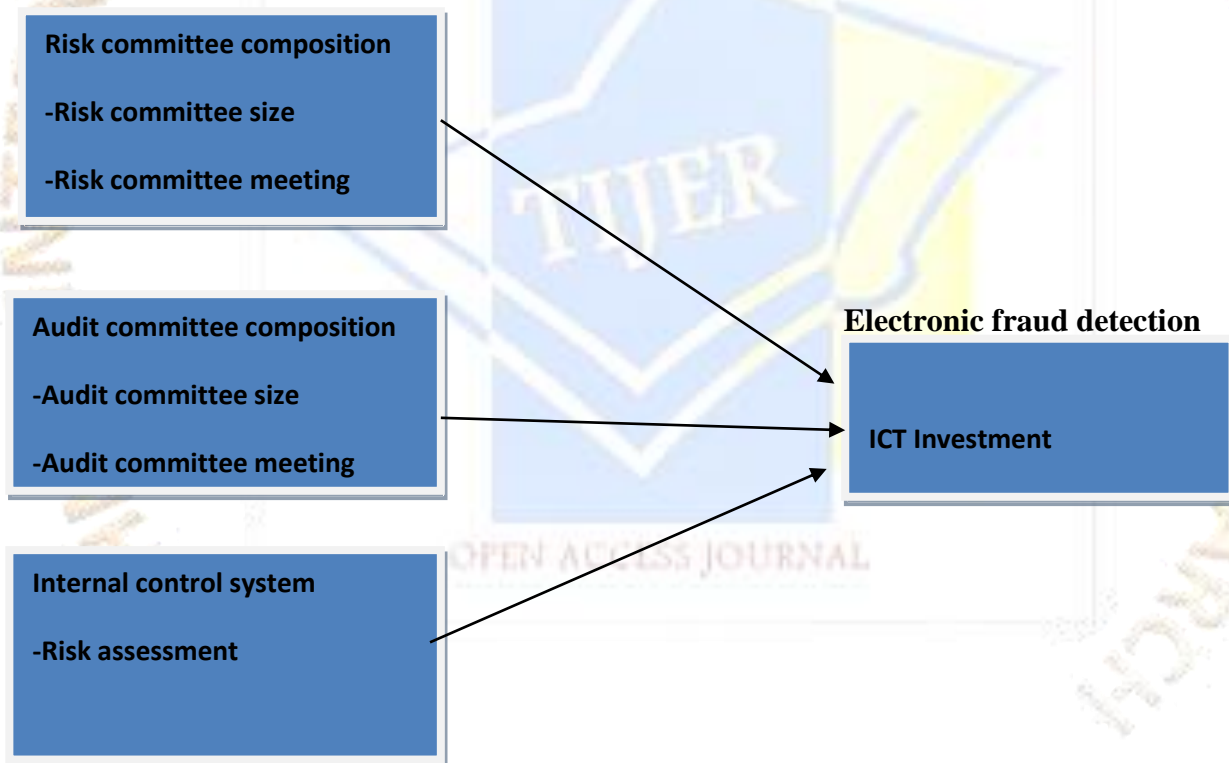 Risk committee composition
-Risk committee size
-Risk committee meeting
TIJER
Audit committee composition
-Audit committee size
-Audit committee meeting
Electronic fraud detection
ICT Investment
OPEN ACCESS JOURNAL
Internal control system
-Risk assessment